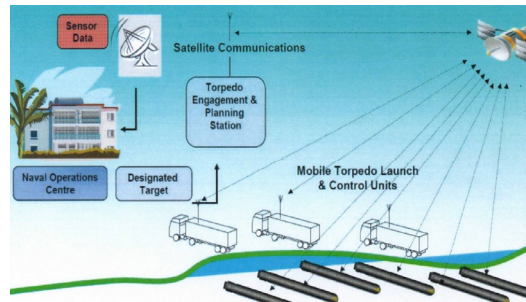 Sensor
Data
Satellite Communications
Torpedo
Engagement &
Planning
Station
Naval Operations
Centre
Designated
Target
Mobile Torpedo Launch
& Control Units